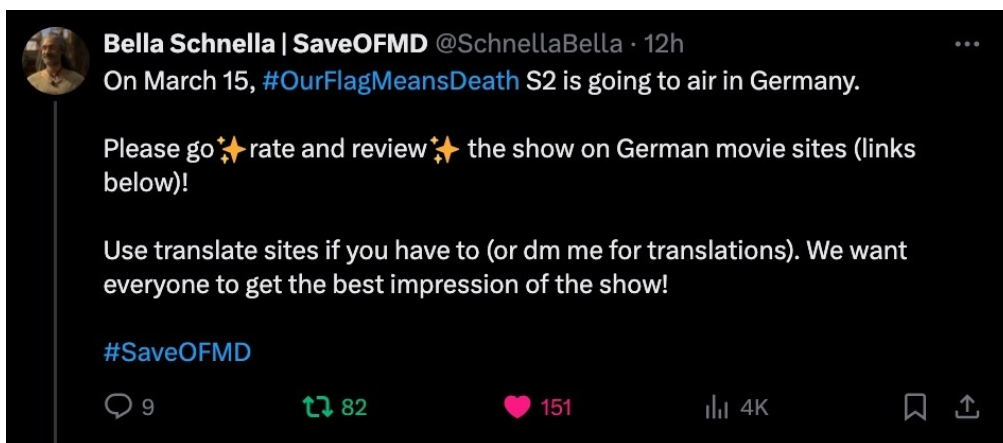 Bella Schnella | SaveOFMD @SchnellaBella · 12h
On March 15, #OurFlagMeansDeath S2 is going to air in Germany.
Please go✨rate and review✨ the show on German movie sites (links
below)!
Use translate sites if you have to (or dm me for translations). We want
everyone to get the best impression of the show!
#SaveOFMD
9 82 151 4K